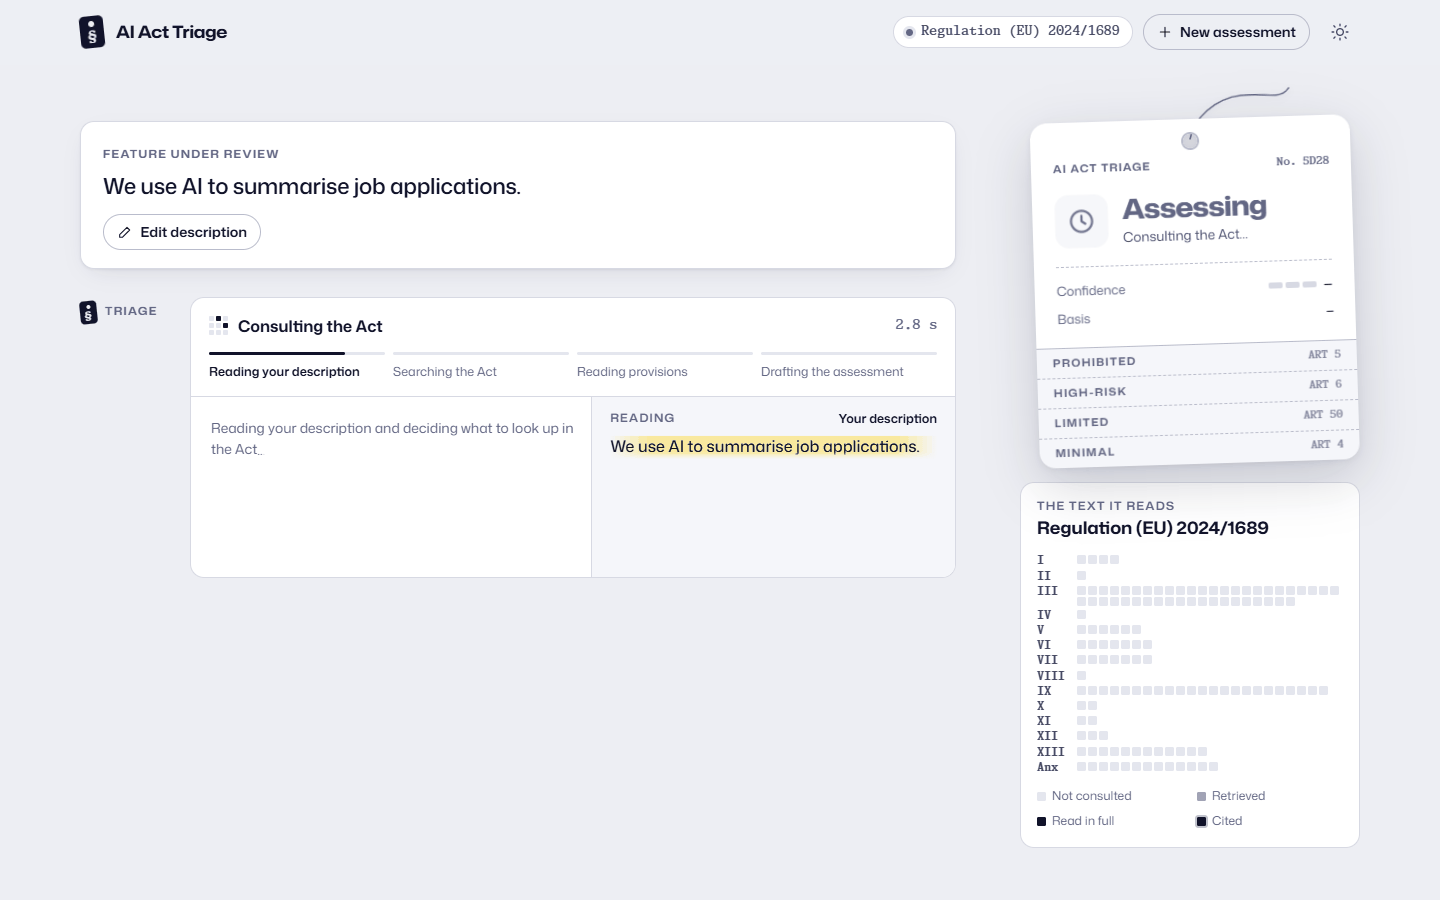 AI Act Triage
Regulation (EU) 2024/1689
New assessment
FEATURE UNDER REVIEW
We use AI to summarise job applications.
Edit description
TRIAGE
Consulting the Act
2.8 s
Reading your description
Searching the Act
Reading provisions
Drafting the assessment
Reading your description and deciding what to look up in
the Act..
READING
Your description
We use AI to summarise job applications.
AI ACT TRIAGE
No. 5D28
Assessing
Consulting the Act...
Confidence
–
Basis
–
PROHIBITED
ART 5
HIGH-RISK
ART 6
LIMITED
ART 50
MINIMAL
ART 4
THE TEXT IT READS
Regulation (EU) 2024/1689
I
II
III
IV
V
VI
VII
VIII
IX
X
XI
XII
XIII
Anx
Not consulted
Retrieved
Read in full
Cited